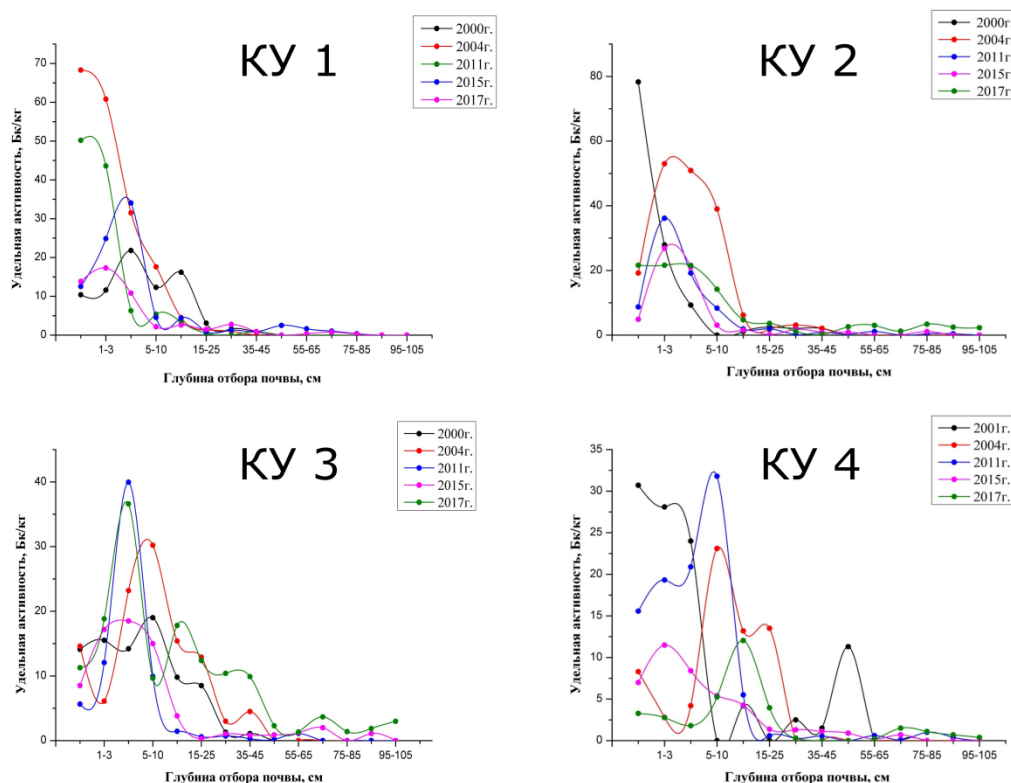 КУ 1
2000г.
2004г.
2011г.
2015г.
2017г.
Удельная активность, Бк/кг
70
60
50
40
30
20
10
0
1-3 5-10 15-25 35-45 55-65 75-85 95-105
Глубина отбора почвы, см
КУ 2
2000г.
2004г.
2011г.
2015г.
2017г.
Удельная активность, Бк/кг
80
60
40
20
0
1-3 5-10 15-25 35-45 55-65 75-85 95-105
Глубина отбора почвы, см
КУ 3
2000г.
2004г.
2011г.
2015г.
2017г.
Удельная активность, Бк/кг
40
30
20
10
0
1-3 5-10 15-25 35-45 55-65 75-85 95-105
Глубина отбора почвы, см
КУ 4
2001г.
2004г.
2011г.
2015г.
2017г.
Удельная активность, Бк/кг
35
30
25
20
15
10
5
0
1-3 5-10 15-25 35-45 55-65 75-85 95-105
Глубина отбора почвы, см